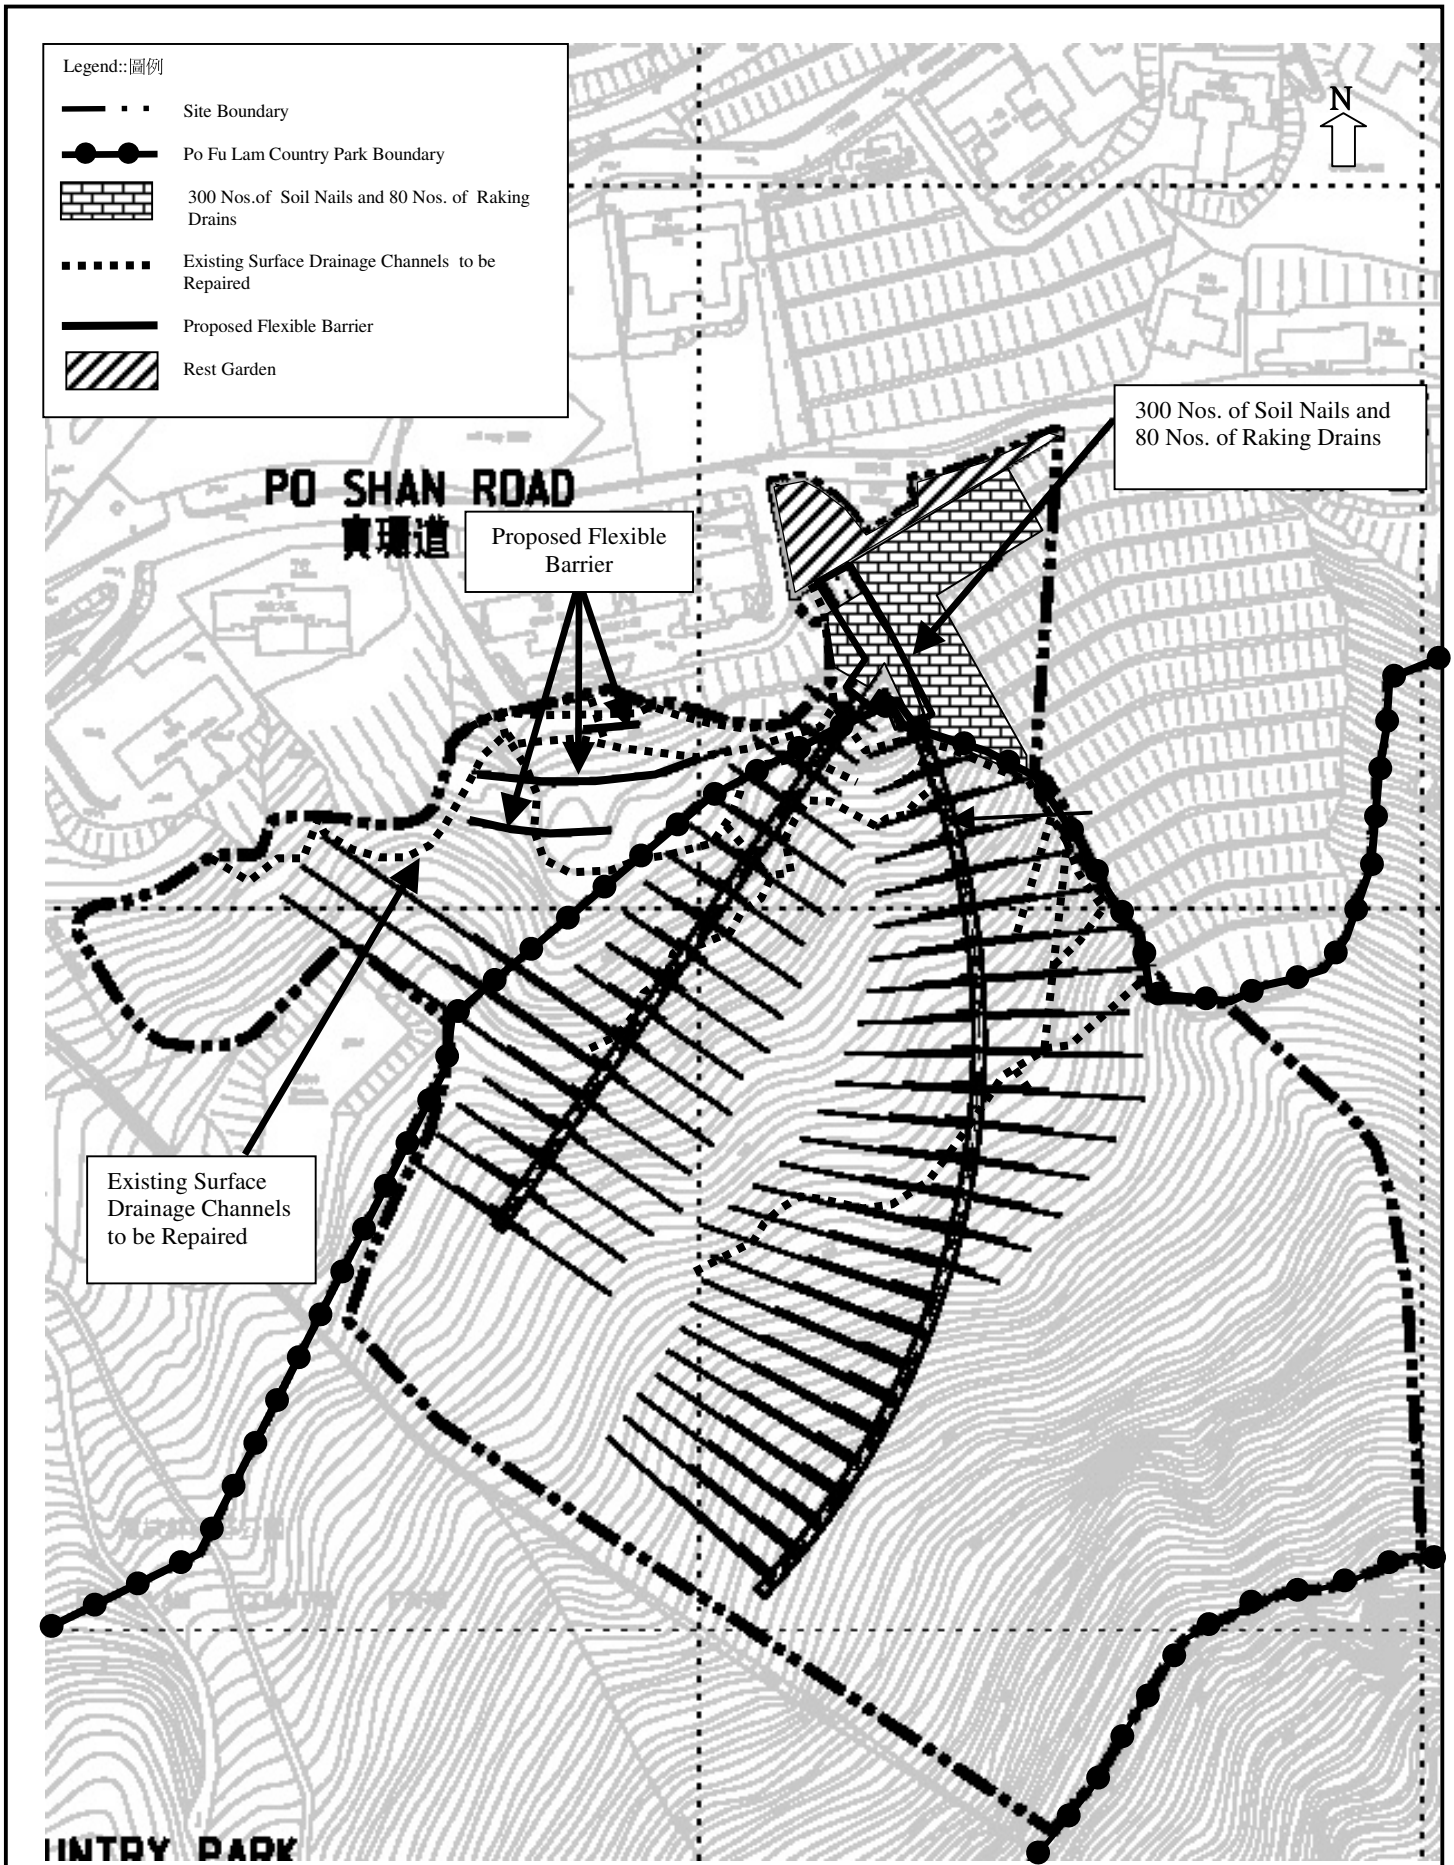 Legend::圖例
Site Boundary
Po Fu Lam Country Park Boundary
300 Nos.of Soil Nails and 80 Nos. of Raking
Drains
Existing Surface Drainage Channels to be
Repaired
Proposed Flexible Barrier
Rest Garden
N
300 Nos. of Soil Nails and
80 Nos. of Raking Drains
PO SHAN ROAD
寶珊道
Proposed Flexible
Barrier
Existing Surface
Drainage Channels
to be Repaired
UNTRY PARK